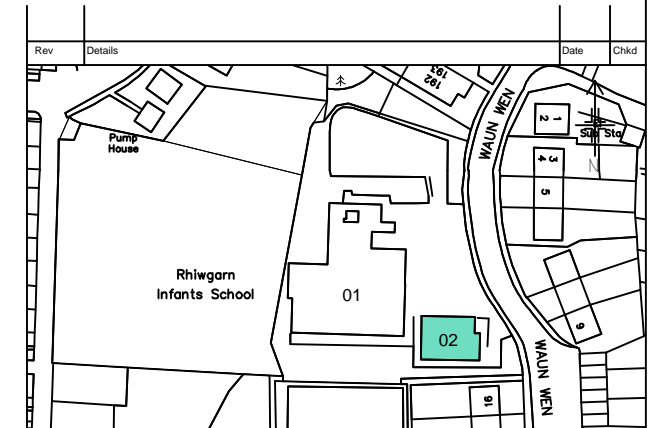 Rev Details Date Chkd
192
193
WAUN WEN
1
2
Sub Sta
N
Pump
House
3
4
5
Rhiwgarn
Infants School
01
02
9
WAUN WEN
16